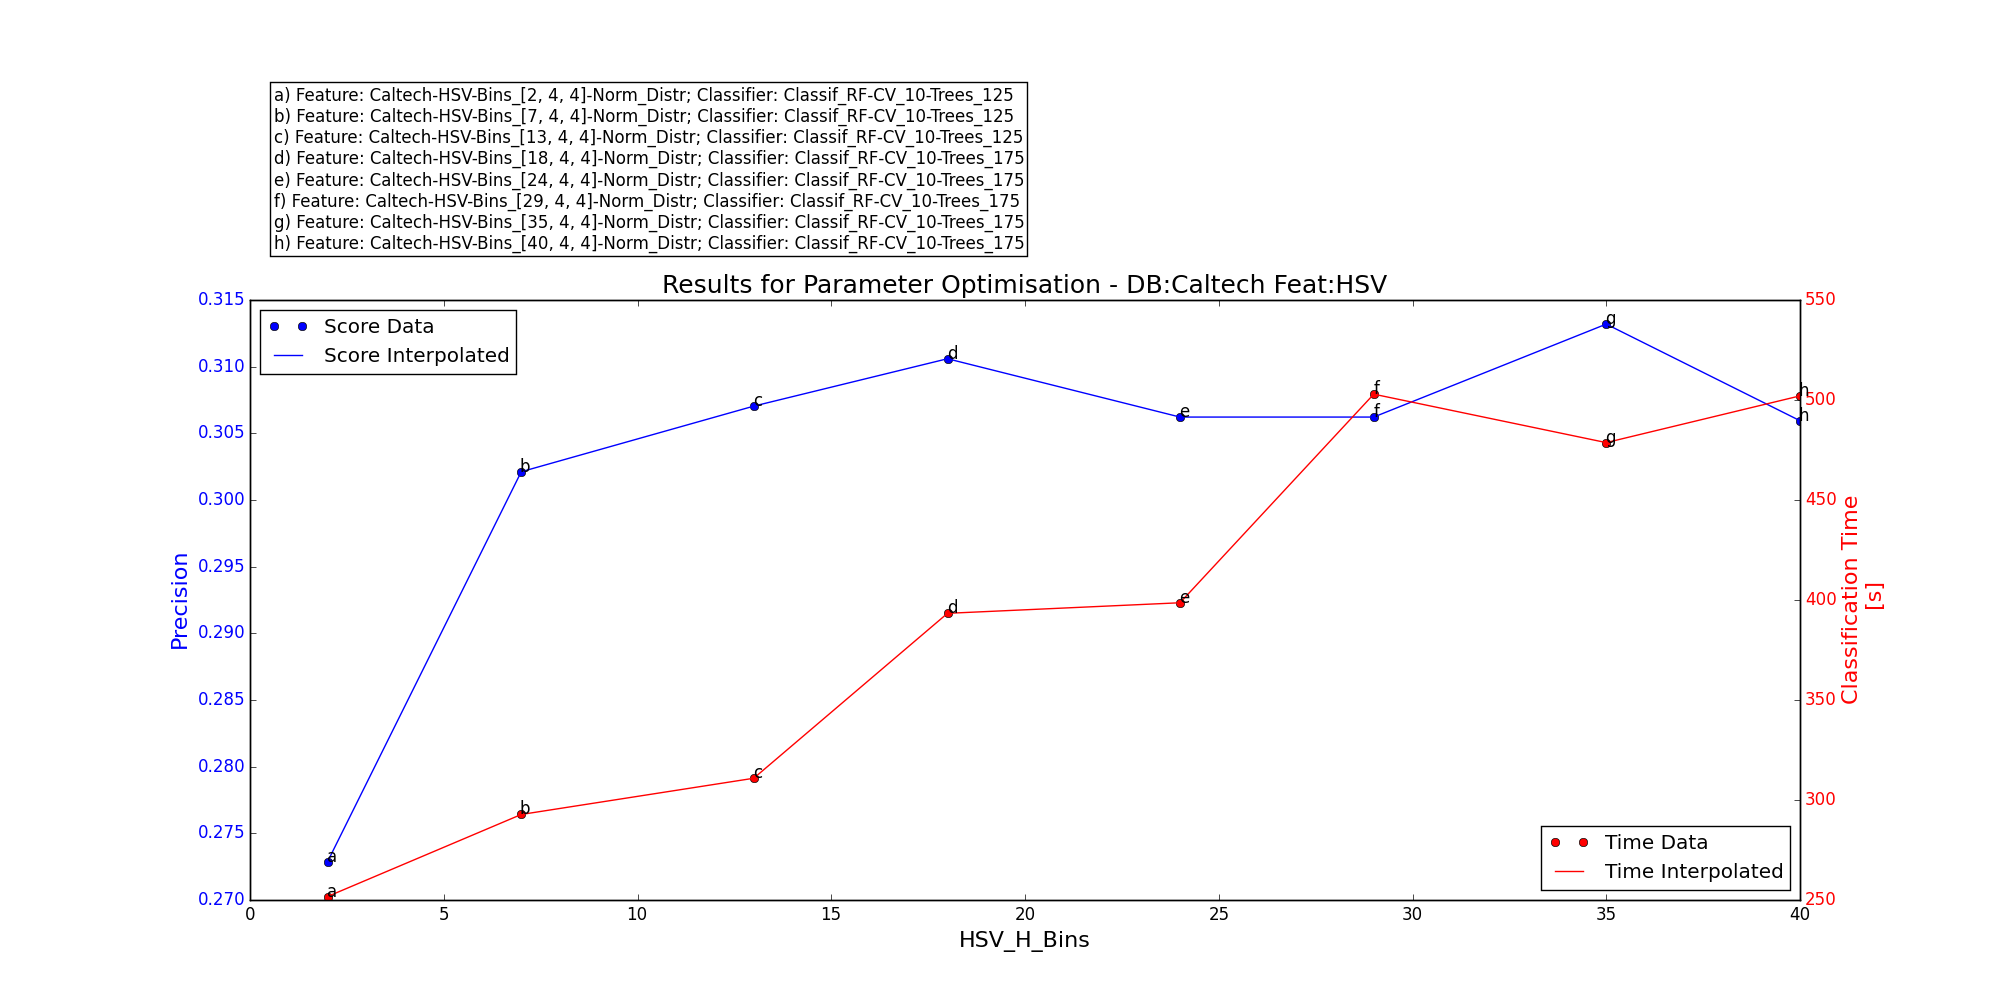 a) Feature: Caltech-HSV-Bins_[2, 4, 4]-Norm_Distr; Classifier: Classif_RF-CV_10-Trees_125
b) Feature: Caltech-HSV-Bins_[7, 4, 4]-Norm_Distr; Classifier: Classif_RF-CV_10-Trees_125
c) Feature: Caltech-HSV-Bins_[13, 4, 4]-Norm_Distr; Classifier: Classif_RF-CV_10-Trees_125
d) Feature: Caltech-HSV-Bins_[18, 4, 4]-Norm_Distr; Classifier: Classif_RF-CV_10-Trees_175
e) Feature: Caltech-HSV-Bins_[24, 4, 4]-Norm_Distr; Classifier: Classif_RF-CV_10-Trees_175
f) Feature: Caltech-HSV-Bins_[29, 4, 4]-Norm_Distr; Classifier: Classif_RF-CV_10-Trees_175
g) Feature: Caltech-HSV-Bins_[35, 4, 4]-Norm_Distr; Classifier: Classif_RF-CV_10-Trees_175
h) Feature: Caltech-HSV-Bins_[40, 4, 4]-Norm_Distr; Classifier: Classif_RF-CV_10-Trees_175
Results for Parameter Optimisation - DB:Caltech Feat:HSV
Score Data
Score Interpolated
0.315
0.310
0.305
0.300
0.295
0.290
0.285
0.280
0.275
0.270
Precision
a
b
c
d
e
f
g
h
a
b
c
d
e
f
g
h
550
500
450
400
350
300
250
Classification Time
[s]
Time Data
Time Interpolated
0
5
10
15
20
25
30
35
40
HSV_H_Bins